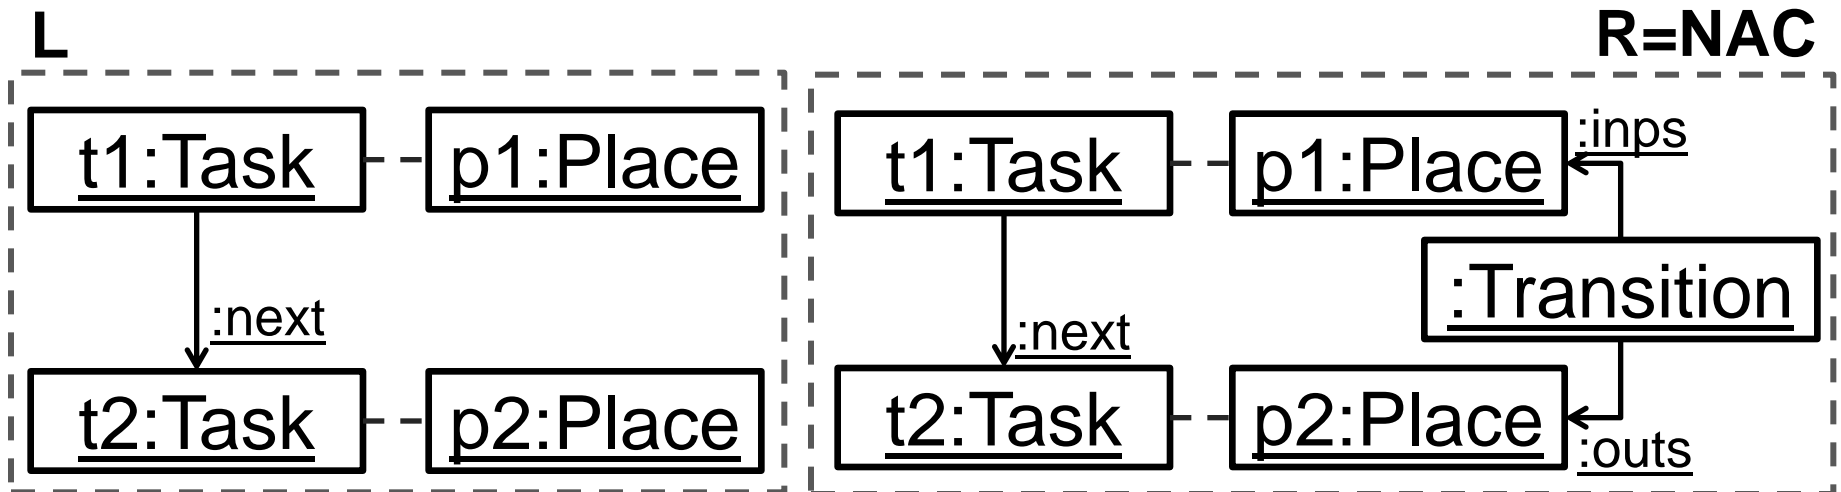 L
R=NAC
t1:Task
p1:Place
:next
t2:Task
p2:Place
t1:Task
p1:Place
:inps
:Transition
:next
t2:Task
p2:Place
:outs